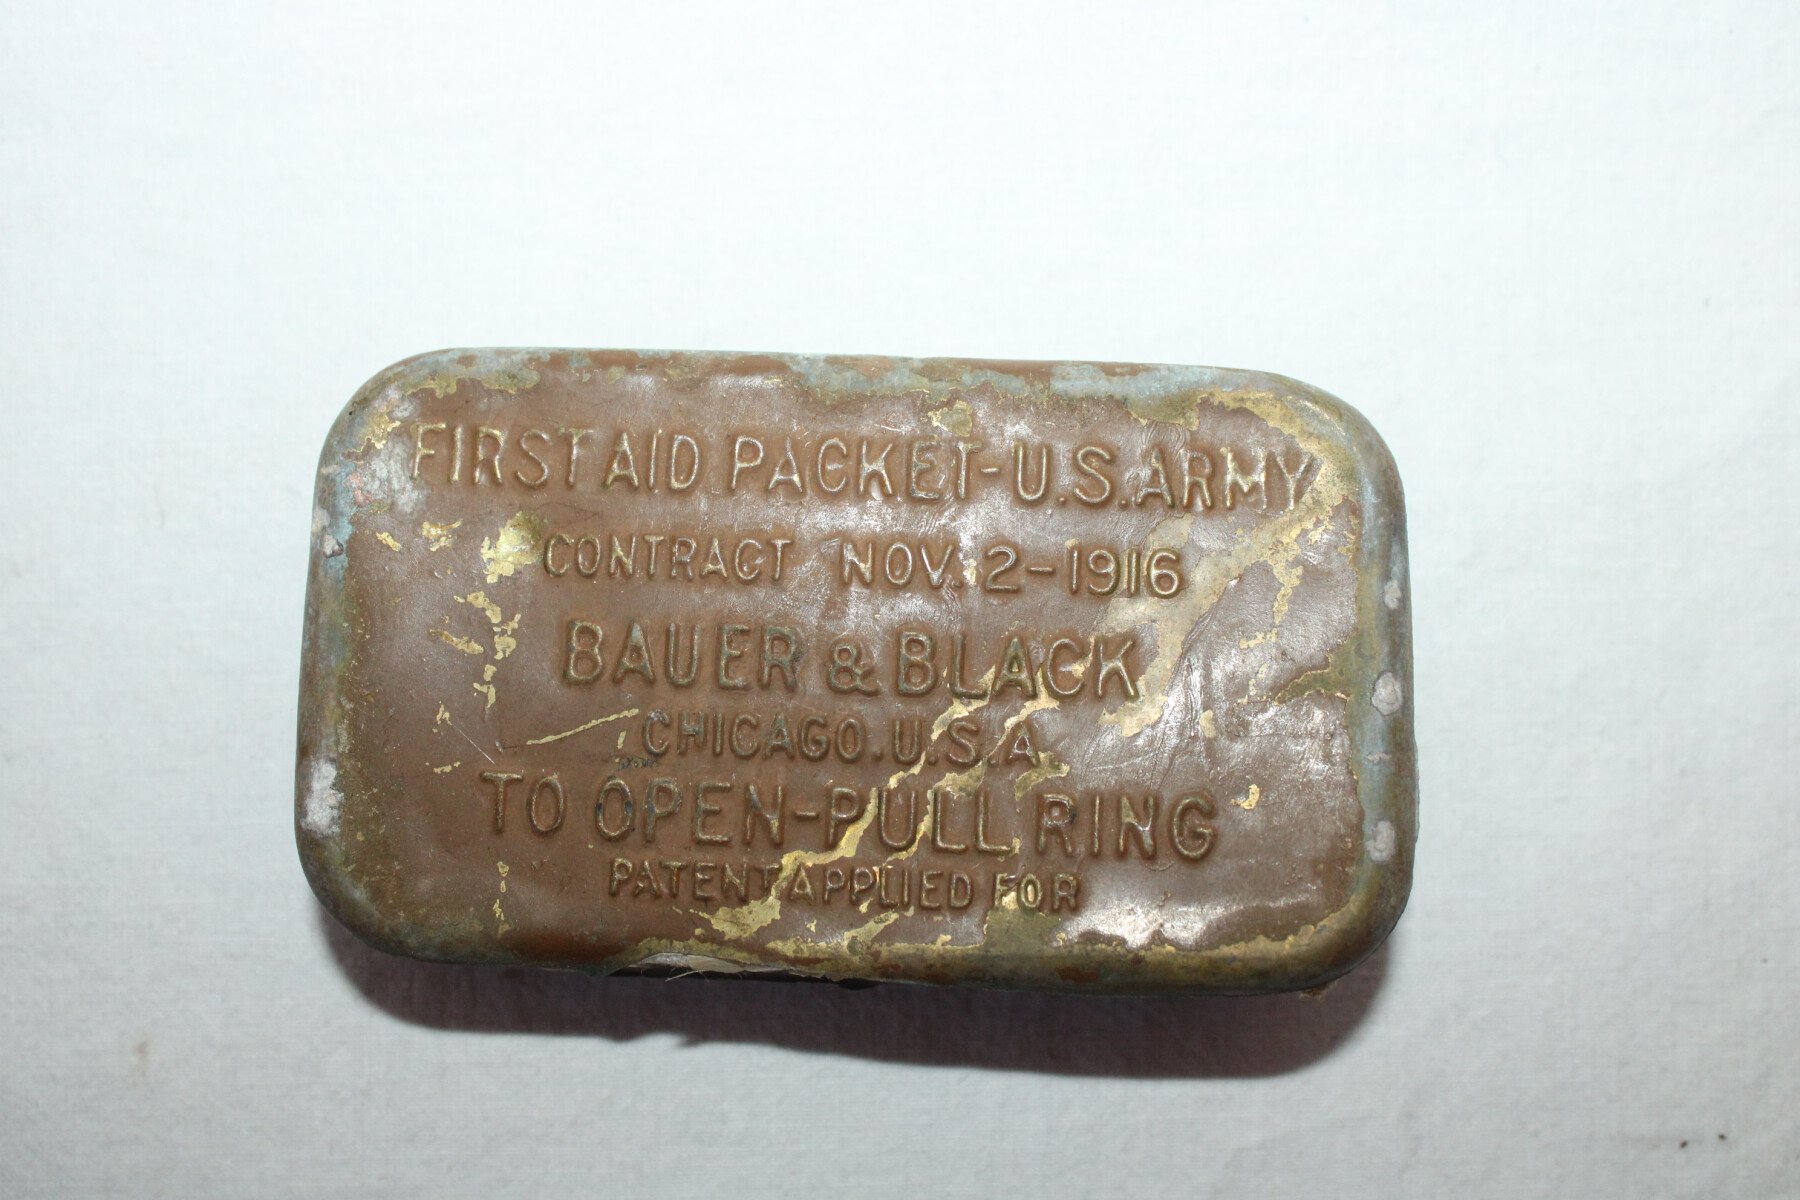 FIRST AID PACKET-U.S. ARMY
CONTRACT NOV. 2-1916
BAUER & BLACK
CHICAGO. U.S.A.
TO OPEN-PULL RING
PATENT APPLIED FOR